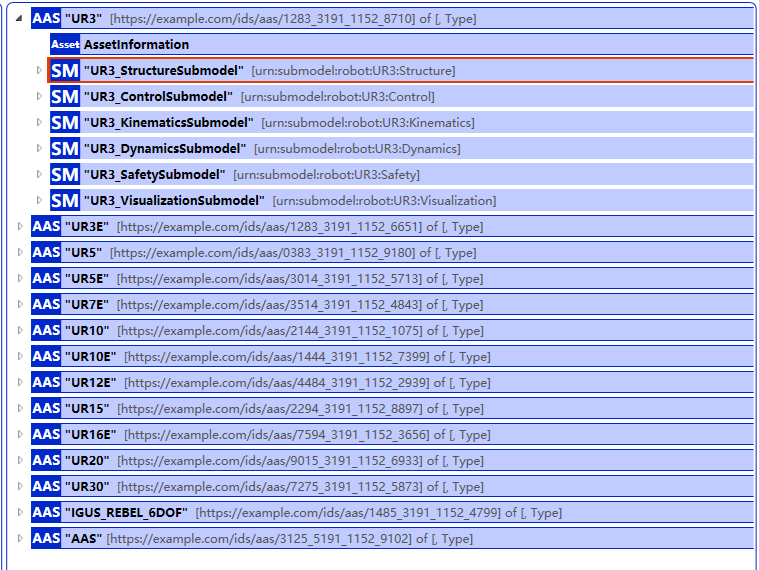 AAS "UR3" [https://example.com/ids/aas/1283_3191_1152_8710] of [, Type]
Asset AssetInformation
SM "UR3_StructureSubmodel" [urn:submodel:robot:UR3:Structure]
SM "UR3_ControlSubmodel" [urn:submodel:robot:UR3:Control]
SM "UR3_KinematicsSubmodel" [urn:submodel:robot:UR3:Kinematics]
SM "UR3_DynamicsSubmodel" [urn:submodel:robot:UR3:Dynamics]
SM "UR3_SafetySubmodel" [urn:submodel:robot:UR3:Safety]
SM "UR3_VisualizationSubmodel" [urn:submodel:robot:UR3:Visualization]
AAS "UR3E" [https://example.com/ids/aas/1283_3191_1152_6651] of [, Type]
AAS "UR5" [https://example.com/ids/aas/0383_3191_1152_9180] of [, Type]
AAS "UR5E" [https://example.com/ids/aas/3014_3191_1152_5713] of [, Type]
AAS "UR7E" [https://example.com/ids/aas/3514_3191_1152_4843] of [, Type]
AAS "UR10" [https://example.com/ids/aas/2144_3191_1152_1075] of [, Type]
AAS "UR10E" [https://example.com/ids/aas/1444_3191_1152_7399] of [, Type]
AAS "UR12E" [https://example.com/ids/aas/4484_3191_1152_2939] of [, Type]
AAS "UR15" [https://example.com/ids/aas/2294_3191_1152_8897] of [, Type]
AAS "UR16E" [https://example.com/ids/aas/7594_3191_1152_3656] of [, Type]
AAS "UR20" [https://example.com/ids/aas/9015_3191_1152_6933] of [, Type]
AAS "UR30" [https://example.com/ids/aas/7275_3191_1152_5873] of [, Type]
AAS "IGUS_REBEL_6DOF" [https://example.com/ids/aas/1485_3191_1152_4799] of [, Type]
AAS "AAS" [https://example.com/ids/aas/3125_5191_1152_9102] of [, Type]